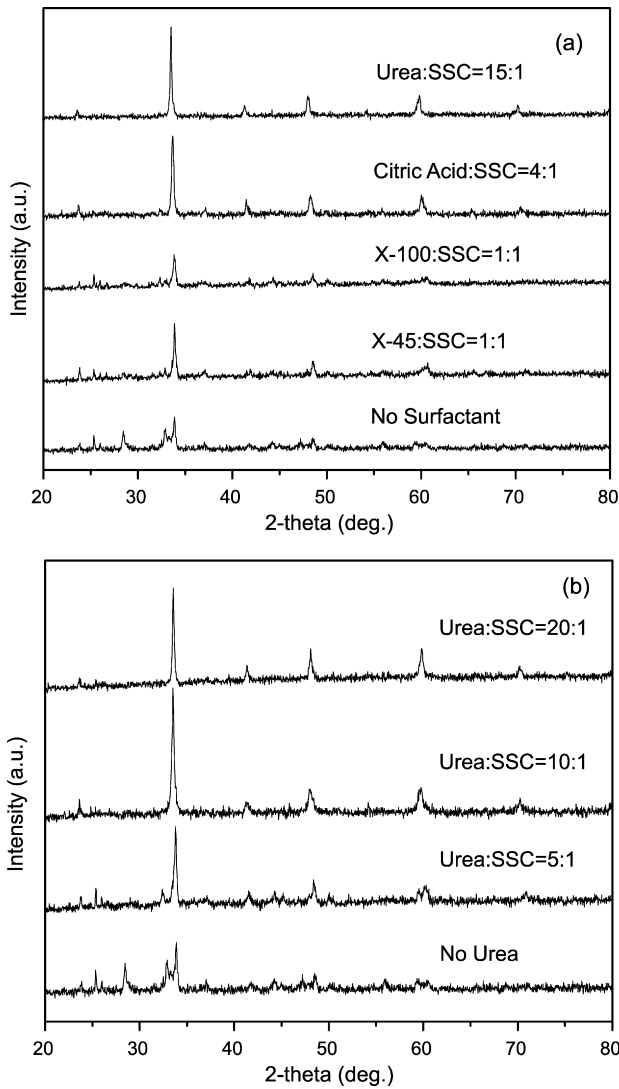 (a)
Urea:SSC=15:1
Citric Acid:SSC=4:1
X-100:SSC=1:1
X-45:SSC=1:1
No Surfactant
Intensity (a.u.)
20 30 40 50 60 70 80
2-theta (deg.)
(b)
Urea:SSC=20:1
Urea:SSC=10:1
Urea:SSC=5:1
No Urea
Intensity (a.u.)
20 30 40 50 60 70 80
2-theta (deg.)